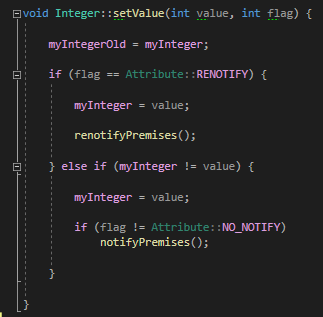 void Integer::setValue(int value, int flag) {
myIntegerOld = myInteger;
if (flag == Attribute::RENOTIFY) {
myInteger = value;
renotifyPremises();
} else if (myInteger != value) {
myInteger = value;
if (flag != Attribute::NO_NOTIFY)
notifyPremises();
}
}